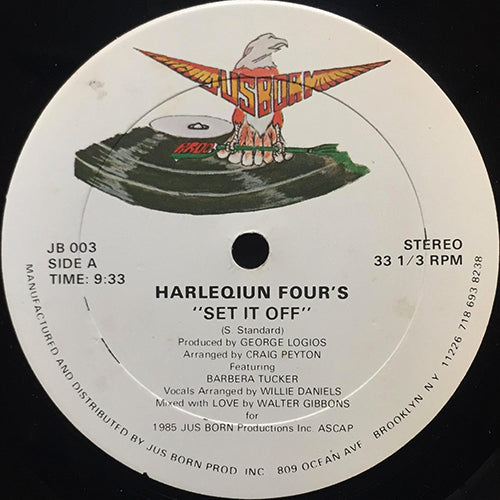 JUS BORN
JB 003
SIDE A
TIME: 9:33
STEREO
33 1/3 RPM
HARLEQIUN FOUR'S
"SET IT OFF"
(S. Standard)
Produced by GEORGE LOGIOS
Arranged by CRAIG PEYTON
Featuring
BARBERA TUCKER
Vocals Arranged by WILLIE DANIELS
Mixed with LOVE by WALTER GIBBONS
for
1985 JUS BORN Productions Inc. ASCAP
MANUFACTURED AND DISTRIBUTED BY JUS BORN PROD INC 809 OCEAN AVE BROOKLYN N Y 11226 718 693 8238